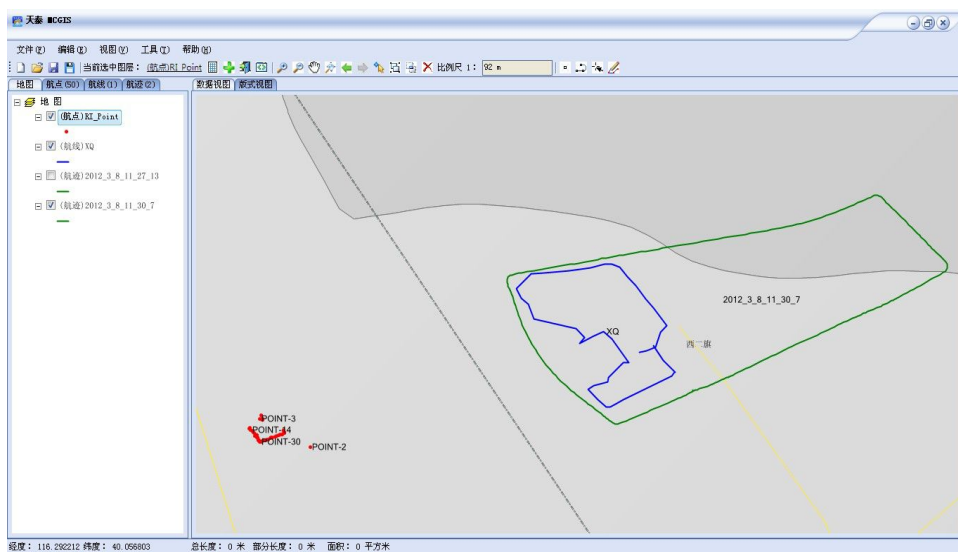 天泰 MCGIS
文件(F) 编辑(E) 视图(V) 工具(T) 帮助(H)
当前选中图层: (航点)RI_Point 比例尺 1: 92 m
地图 航点(50) 航线(1) 航迹(2) 数据视图 版式视图
地 图
(航点)RI_Point
(航线)XQ
(航迹)2012_3_8_11_27_13
(航迹)2012_3_8_11_30_7
2012_3_8_11_30_7
XQ
西二旗
POINT-3
POINT-44
POINT-30
POINT-2
经度: 116.292212 纬度: 40.056803 总长度: 0 米 部分长度: 0 米 面积: 0 平方米